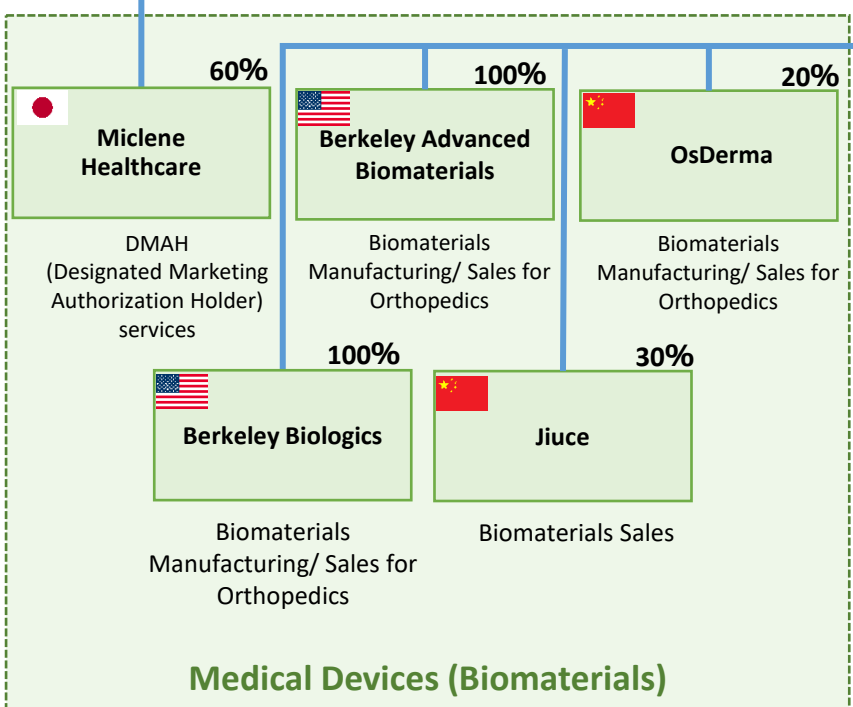 60%
Miclene
Healthcare
DMAH
(Designated Marketing
Authorization Holder)
services
100%
Berkeley Advanced
Biomaterials
Biomaterials
Manufacturing/ Sales for
Orthopedics
20%
OsDerma
Biomaterials
Manufacturing/ Sales for
Orthopedics
100%
Berkeley Biologics
Biomaterials
Manufacturing/ Sales for
Orthopedics
30%
Jiuce
Biomaterials Sales
Medical Devices (Biomaterials)